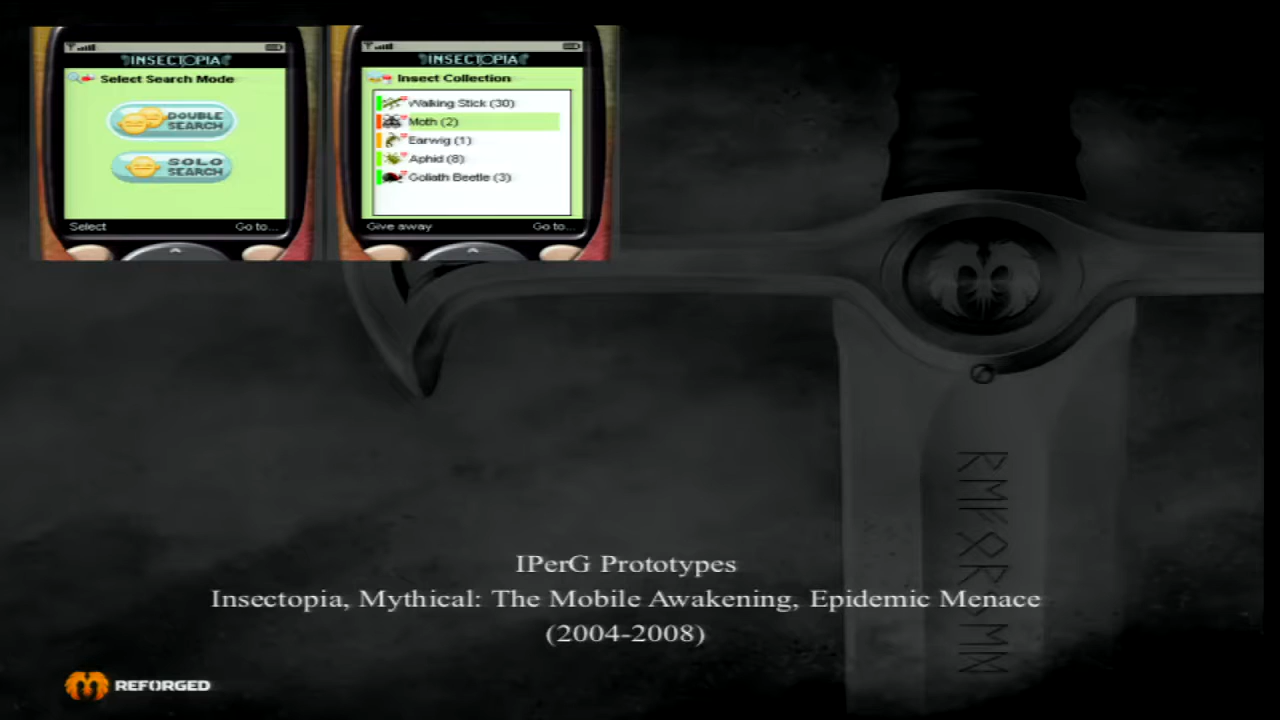 INSECTOPIA
Select Search Mode
DOUBLE
SEARCH
SOLO
SEARCH
Select
Go to...
INSECTOPIA
Insect Collection
Walking Stick (30)
Moth (2)
Earwig (1)
Aphid (8)
Goliath Beetle (3)
Give away
Go to...
IPerG Prototypes
Insectopia, Mythical: The Mobile Awakening, Epidemic Menace
(2004-2008)
REFORGED